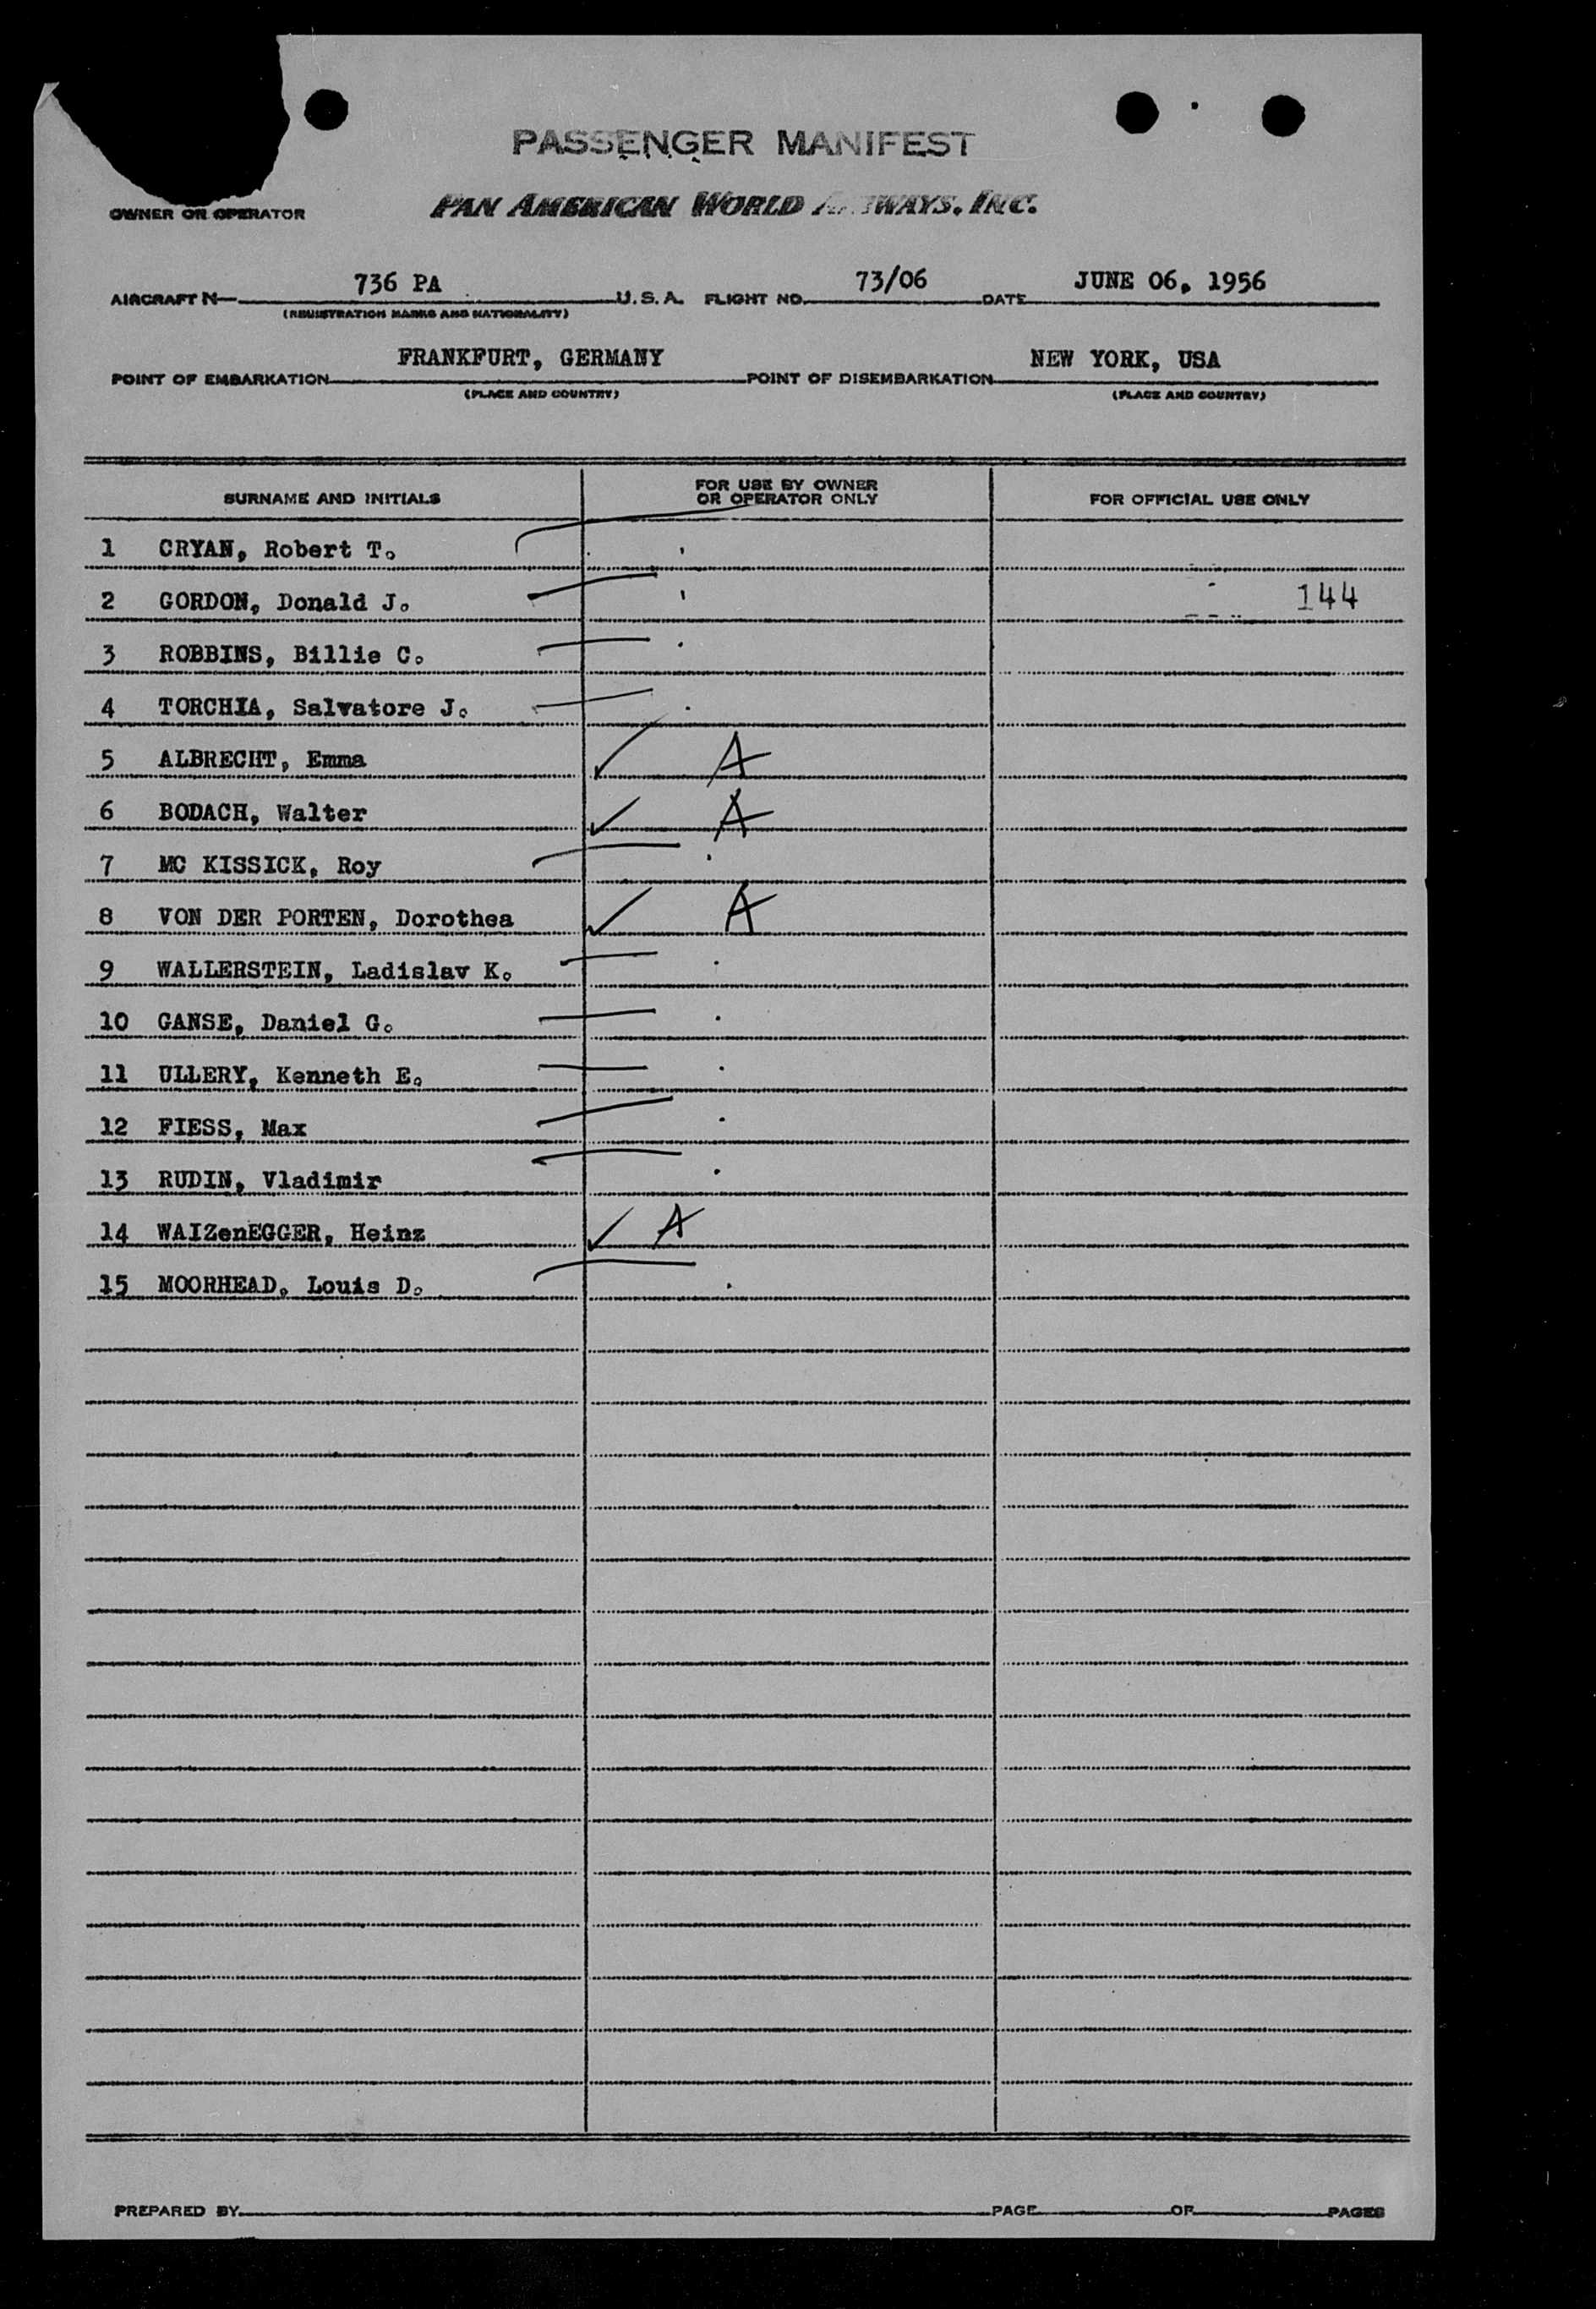 PASSENGER MANIFEST
OWNER OR OPERATOR PAN AMERICAN WORLD AIRWAYS, INC.
AIRCRAFT N 736 PA U.S.A. FLIGHT NO. 73/06 DATE JUNE 06, 1956
(REGISTRATION MARKS AND NATIONALITY)
POINT OF EMBARKATION FRANKFURT, GERMANY POINT OF DISEMBARKATION NEW YORK, USA
(PLACE AND COUNTRY) (PLACE AND COUNTRY)
SURNAME AND INITIALS FOR USE BY OWNER OR OPERATOR ONLY FOR OFFICIAL USE ONLY
1 CRYAN, Robert T.
2 GORDON, Donald J. 144
3 ROBBINS, Billie C.
4 TORCHIA, Salvatore J.
5 ALBRECHT, Emma ✓ A
6 BODACH, Walter ✓ A
7 MC KISSICK, Roy
8 VON DER PORTEN, Dorothea ✓ A
9 WALLERSTEIN, Ladislav K.
10 GANSE, Daniel G.
11 ULLERY, Kenneth E.
12 FIESS, Max
13 RUDIN, Vladimir
14 WAIZenEGGER, Heinz ✓ A
15 MOORHEAD, Louis D.
PREPARED BY PAGE OF PAGES